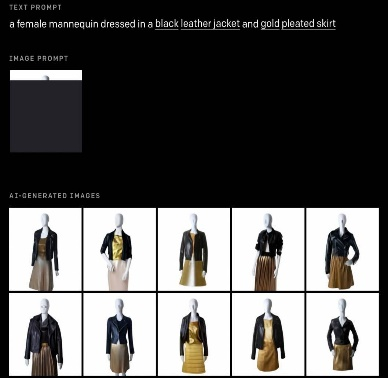 TEXT PROMPT
a female mannequin dressed in a black leather jacket and gold pleated skirt
IMAGE PROMPT
AI-GENERATED IMAGES